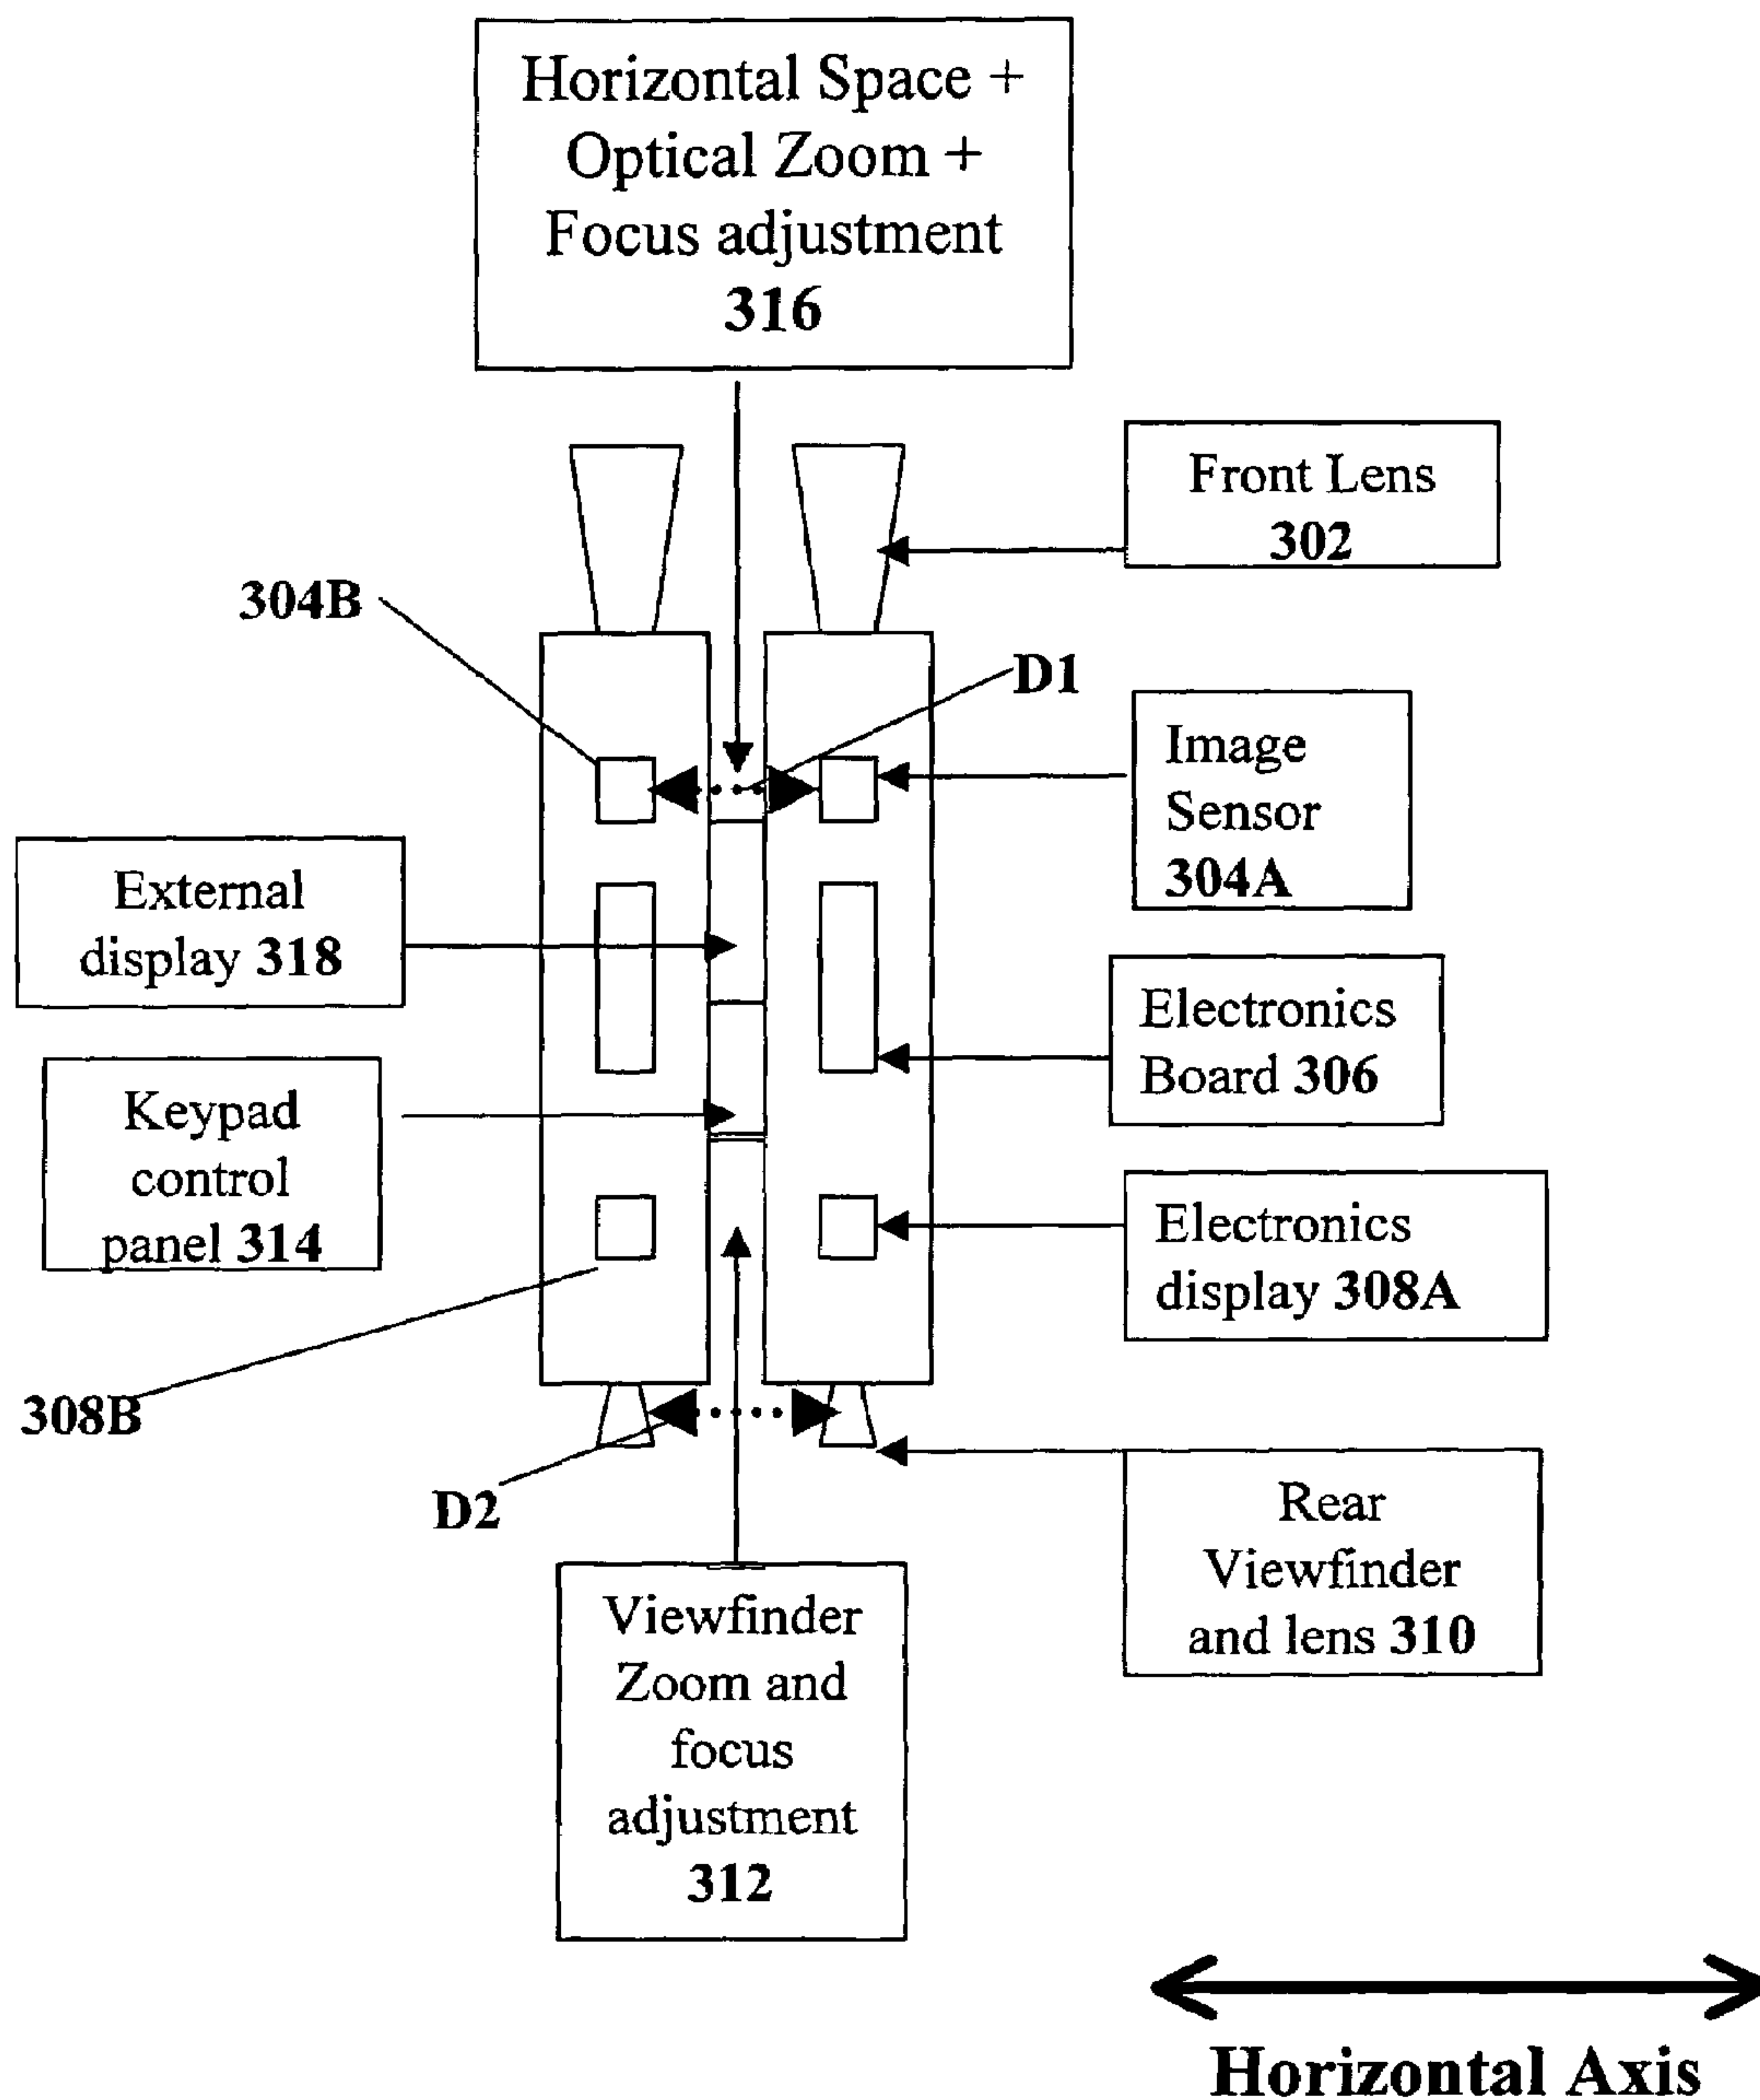 Horizontal Space +
Optical Zoom +
Focus adjustment
316
Front Lens
302
304B
D1
Image
Sensor
304A
External
display 318
Electronics
Board 306
Keypad
control
panel 314
Electronics
display 308A
308B
D2
Rear
Viewfinder
and lens 310
Viewfinder
Zoom and
focus
adjustment
312
Horizontal Axis